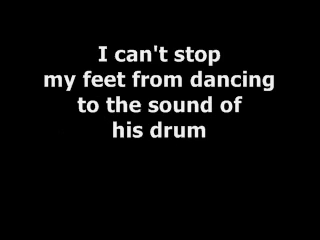 I can't stop
my feet from dancing
to the sound of
his drum